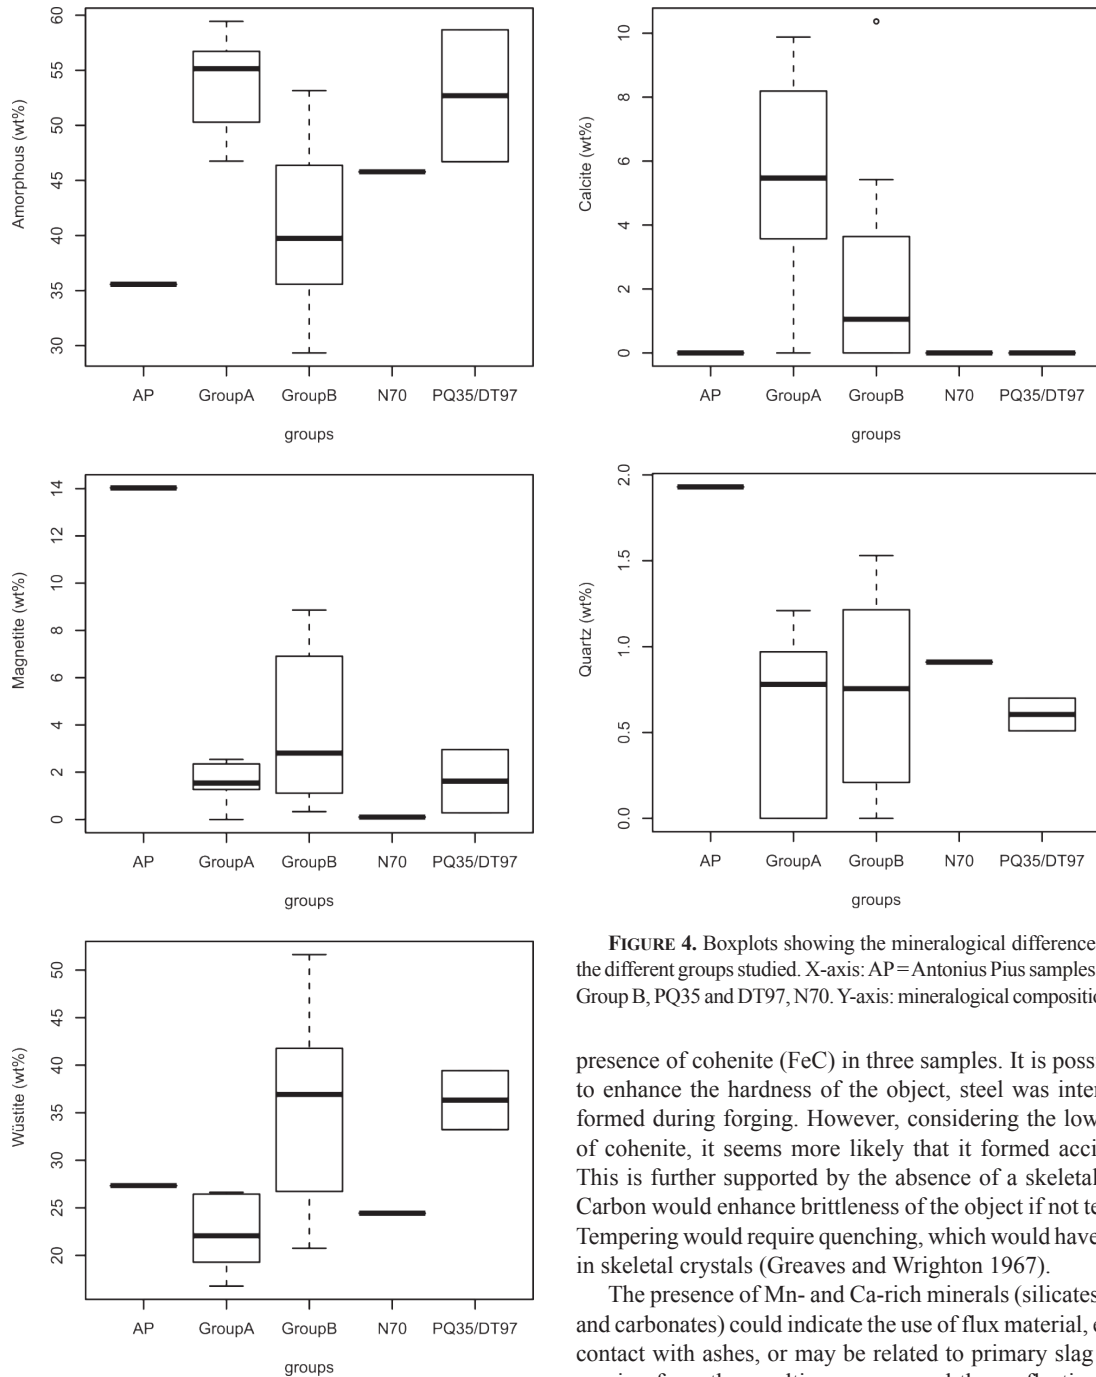 Amorphous (wt%)
30 35 40 45 50 55 60
AP GroupA GroupB N70 PQ35/DT97
groups
Calcite (wt%)
0 2 4 6 8 10
AP GroupA GroupB N70 PQ35/DT97
groups
Magnetite (wt%)
0 2 4 6 8 10 12 14
AP GroupA GroupB N70 PQ35/DT97
groups
Quartz (wt%)
0.0 0.5 1.0 1.5 2.0
AP GroupA GroupB N70 PQ35/DT97
groups
Wüstite (wt%)
20 25 30 35 40 45 50
AP GroupA GroupB N70 PQ35/DT97
groups
FIGURE 4. Boxplots showing the mineralogical difference
the different groups studied. X-axis: AP = Antonius Pius samples
Group B, PQ35 and DT97, N70. Y-axis: mineralogical compositio
presence of cohenite (FeC) in three samples. It is poss
to enhance the hardness of the object, steel was inter
formed during forging. However, considering the low
of cohenite, it seems more likely that it formed acci
This is further supported by the absence of a skeletal
Carbon would enhance brittleness of the object if not te
Tempering would require quenching, which would have
in skeletal crystals (Greaves and Wrighton 1967).
The presence of Mn- and Ca-rich minerals (silicates
and carbonates) could indicate the use of flux material,
contact with ashes, or may be related to primary slag